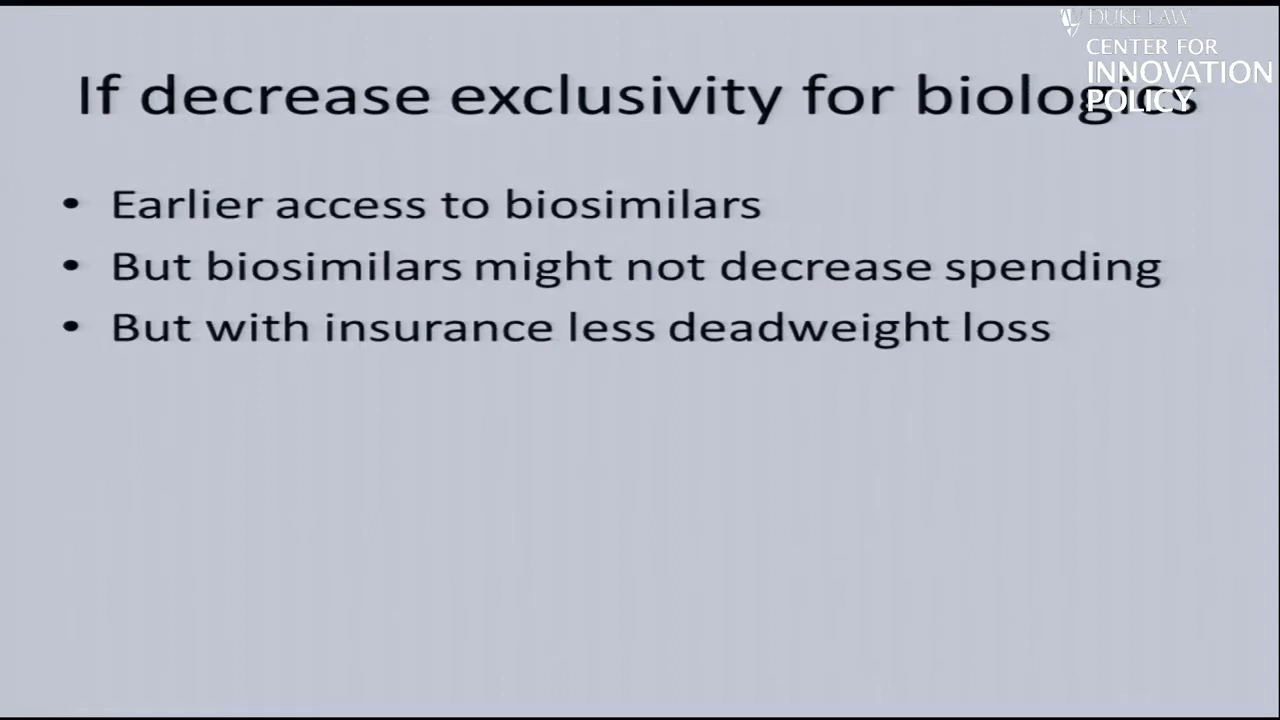 DUKE LAW
CENTER FOR
INNOVATION
POLICY
If decrease exclusivity for biologics
• Earlier access to biosimilars
• But biosimilars might not decrease spending
• But with insurance less deadweight loss